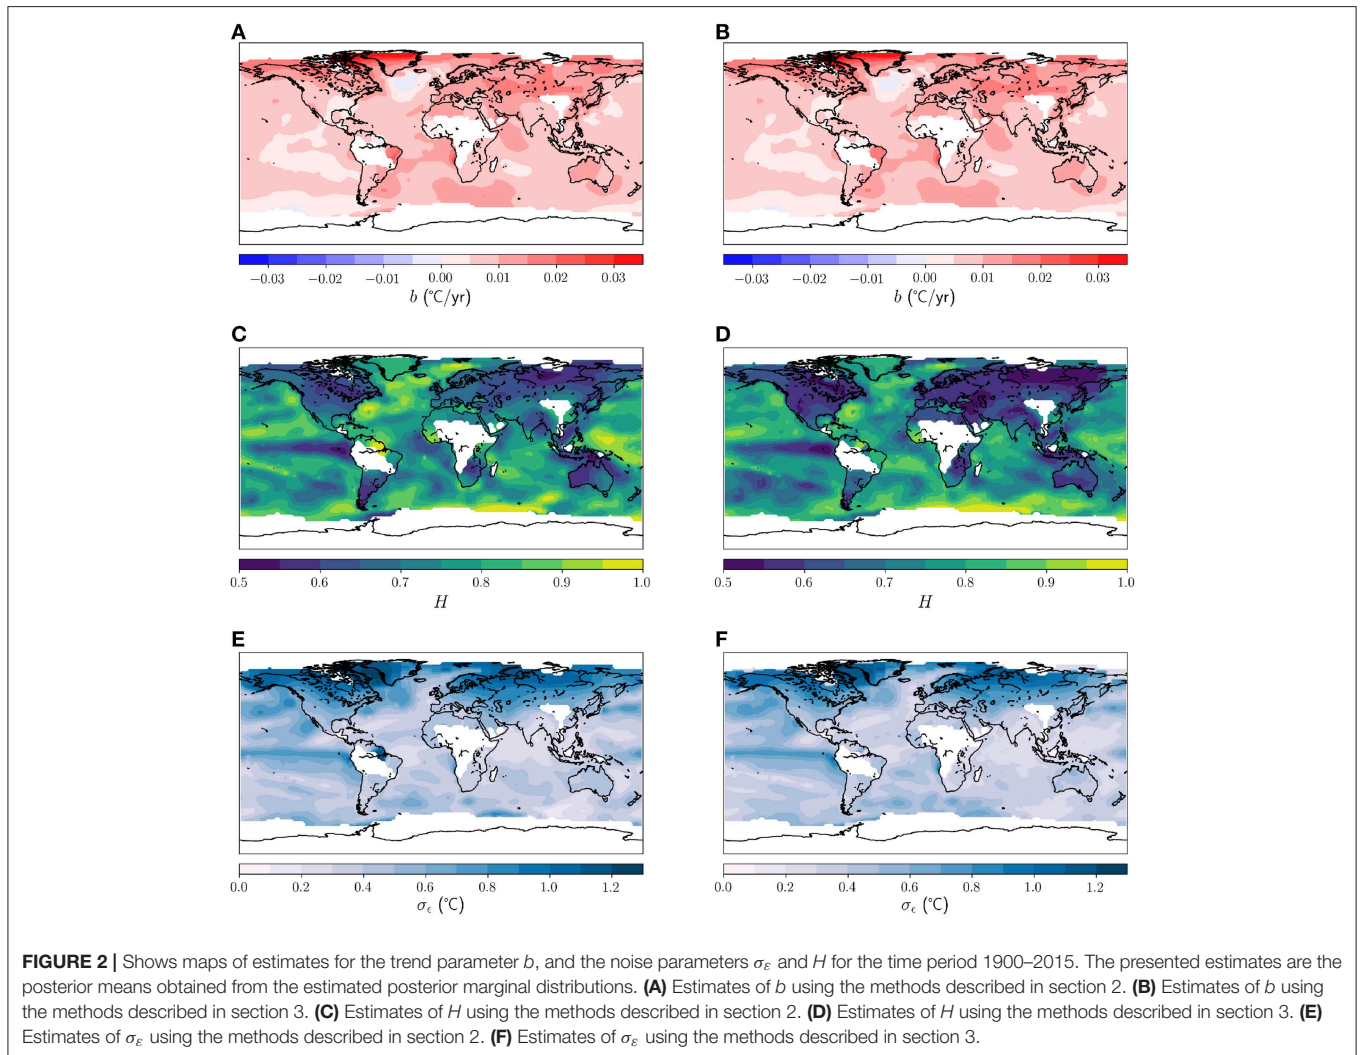 A
B
−0.03 −0.02 −0.01 0.00 0.01 0.02 0.03
b (°C/yr)
−0.03 −0.02 −0.01 0.00 0.01 0.02 0.03
b (°C/yr)
C
D
0.5 0.6 0.7 0.8 0.9 1.0
H
0.5 0.6 0.7 0.8 0.9 1.0
H
E
F
0.0 0.2 0.4 0.6 0.8 1.0 1.2
σϵ (°C)
0.0 0.2 0.4 0.6 0.8 1.0 1.2
σϵ (°C)
FIGURE 2 | Shows maps of estimates for the trend parameter b, and the noise parameters σε and H for the time period 1900–2015. The presented estimates are the
posterior means obtained from the estimated posterior marginal distributions. (A) Estimates of b using the methods described in section 2. (B) Estimates of b using
the methods described in section 3. (C) Estimates of H using the methods described in section 2. (D) Estimates of H using the methods described in section 3. (E)
Estimates of σε using the methods described in section 2. (F) Estimates of σε using the methods described in section 3.